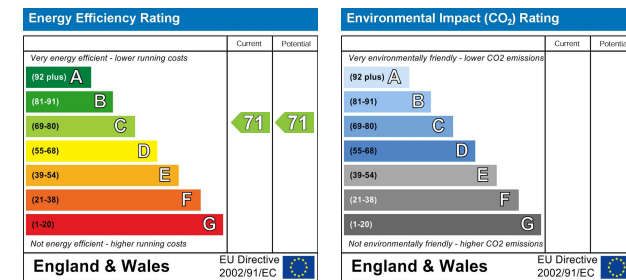 Energy Efficiency Rating
Current Potential
Very energy efficient - lower running costs
(92 plus) A
(81-91) B
(69-80) C
71 71
(55-68) D
(39-54) E
(21-38) F
(1-20) G
Not energy efficient - higher running costs
England & Wales
EU Directive
2002/91/EC
Environmental Impact (CO₂) Rating
Current Potential
Very environmentally friendly - lower CO2 emissions
(92 plus) A
(81-91) B
(69-80) C
(55-68) D
(39-54) E
(21-38) F
(1-20) G
Not environmentally friendly - higher CO2 emissions
England & Wales
EU Directive
2002/91/EC